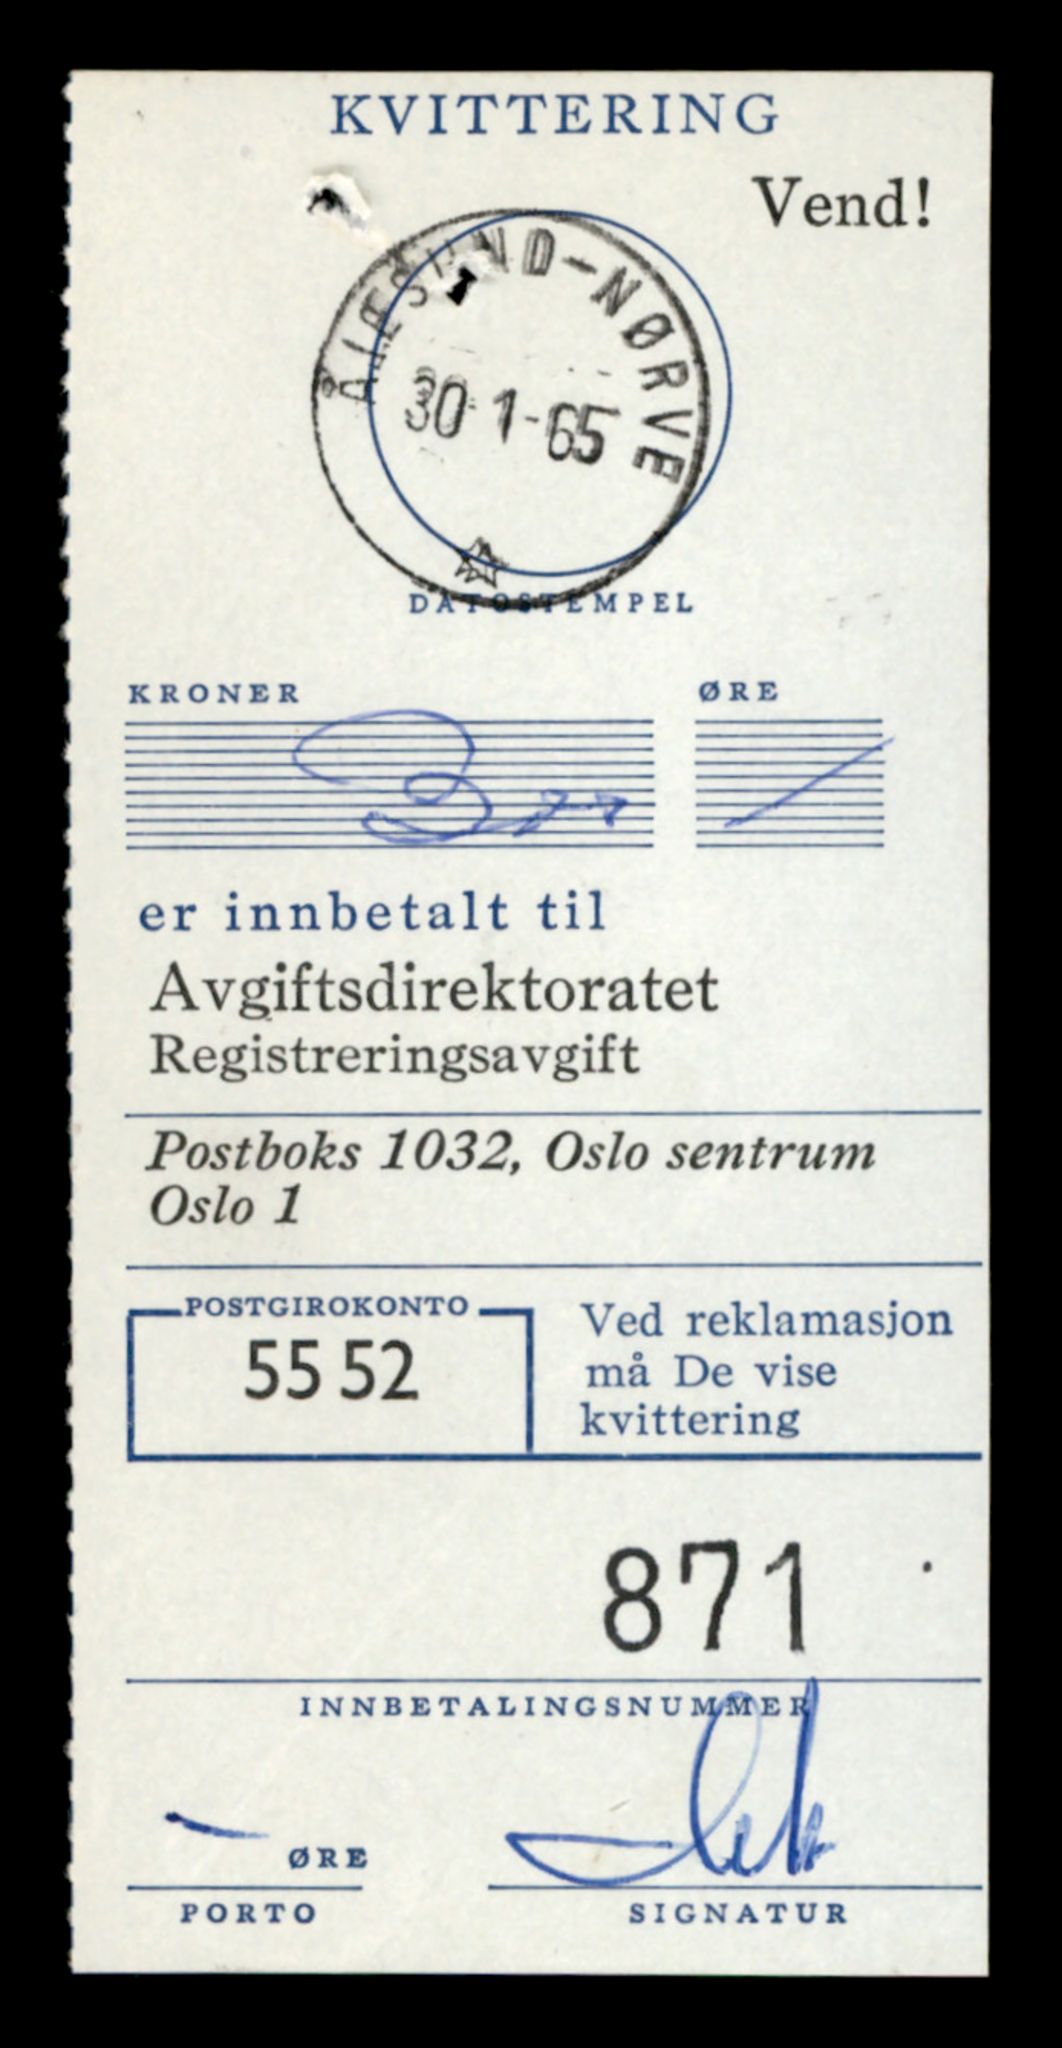 KVITTERING
Vend!
ÅLESUND-NØRVE
30-1-65
DATOSTEMPEL
KRONER ØRE
er innbetalt til
Avgiftsdirektoratet
Registreringsavgift
Postboks 1032, Oslo sentrum
Oslo 1
POSTGIROKONTO
55 52
Ved reklamasjon
må De vise
kvittering
871
INNBETALINGSNUMMER
ØRE
PORTO
SIGNATUR